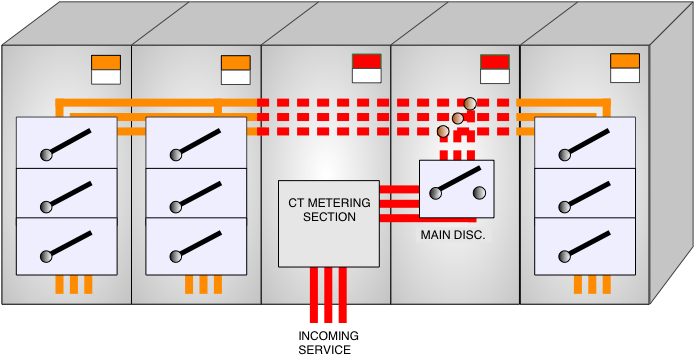 CT METERING
SECTION
MAIN DISC.
INCOMING
SERVICE